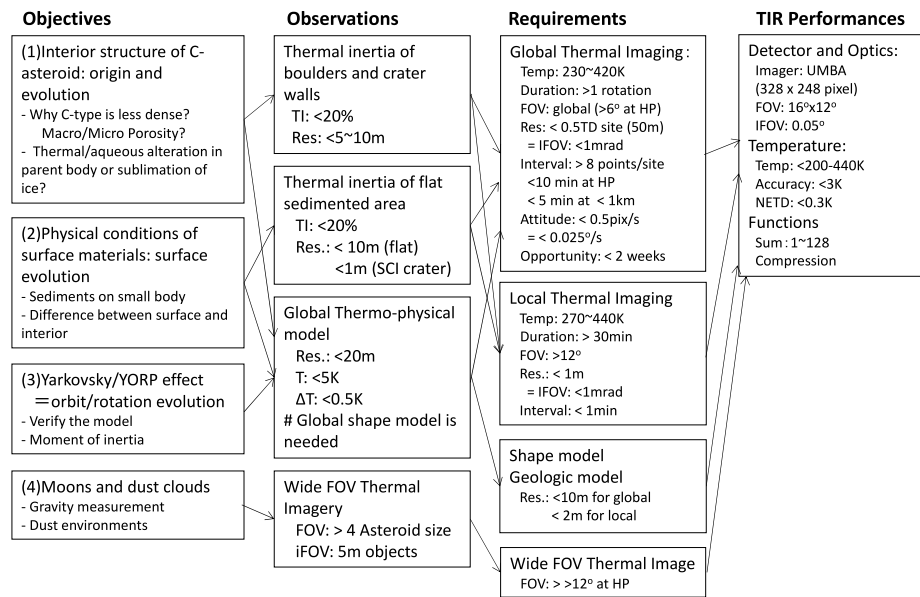 Objectives
(1)Interior structure of C-
asteroid: origin and
evolution
- Why C-type is less dense?
Macro/Micro Porosity?
- Thermal/aqueous alteration in
parent body or sublimation of
ice?
(2)Physical conditions of
surface materials: surface
evolution
- Sediments on small body
- Difference between surface and
interior
(3)Yarkovsky/YORP effect
＝orbit/rotation evolution
- Verify the model
- Moment of inertia
(4)Moons and dust clouds
- Gravity measurement
- Dust environments
Observations
Thermal inertia of
boulders and crater
walls
TI: <20%
Res: <5~10m
Thermal inertia of flat
sedimented area
TI: <20%
Res.: < 10m (flat)
<1m (SCI crater)
Global Thermo-physical
model
Res.: <20m
T: <5K
ΔT: <0.5K
# Global shape model is
needed
Wide FOV Thermal
Imagery
FOV: > 4 Asteroid size
iFOV: 5m objects
Requirements
Global Thermal Imaging：
Temp: 230~420K
Duration: >1 rotation
FOV: global (>6° at HP)
Res: < 0.5TD site (50m)
= IFOV: <1mrad
Interval: > 8 points/site
<10 min at HP
< 5 min at < 1km
Attitude: < 0.5pix/s
= < 0.025°/s
Opportunity: < 2 weeks
Local Thermal Imaging
Temp: 270~440K
Duration: > 30min
FOV: >12°
Res.: < 1m
= IFOV: <1mrad
Interval: < 1min
Shape model
Geologic model
Res.: <10m for global
< 2m for local
Wide FOV Thermal Image
FOV: > >12° at HP
TIR Performances
Detector and Optics:
Imager: UMBA
(328 x 248 pixel)
FOV: 16°x12°
IFOV: 0.05°
Temperature:
Temp: <200-440K
Accuracy: <3K
NETD: <0.3K
Functions
Sum：1~128
Compression